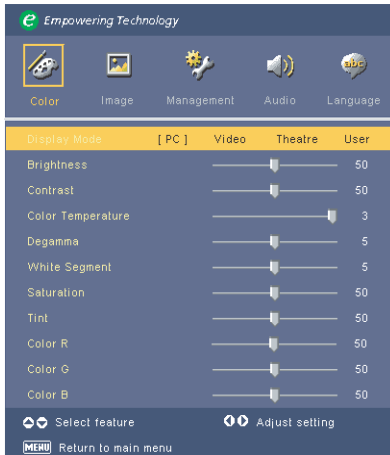 e Empowering Technology
abc
Color Image Management Audio Language
Display Mode [ PC ] Video Theatre User
Brightness 50
Contrast 50
Color Temperature 3
Degamma 5
White Segment 5
Saturation 50
Tint 50
Color R 50
Color G 50
Color B 50
Select feature Adjust setting
MENU Return to main menu